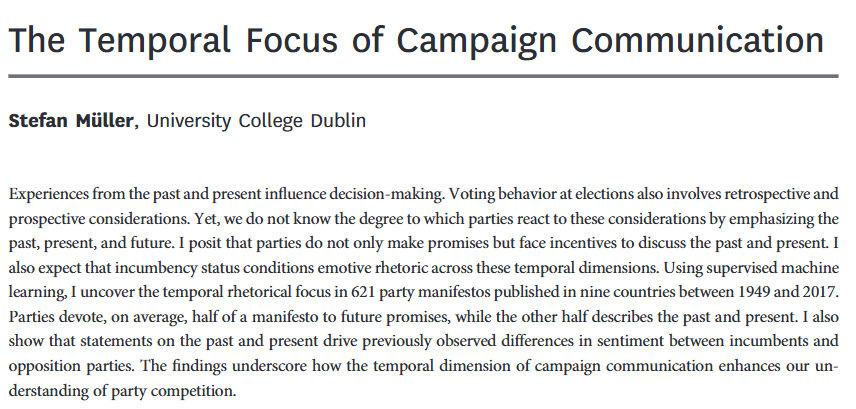 The Temporal Focus of Campaign Communication
Stefan Müller, University College Dublin
Experiences from the past and present influence decision-making. Voting behavior at elections also involves retrospective and
prospective considerations. Yet, we do not know the degree to which parties react to these considerations by emphasizing the
past, present, and future. I posit that parties do not only make promises but face incentives to discuss the past and present. I
also expect that incumbency status conditions emotive rhetoric across these temporal dimensions. Using supervised machine
learning, I uncover the temporal rhetorical focus in 621 party manifestos published in nine countries between 1949 and 2017.
Parties devote, on average, half of a manifesto to future promises, while the other half describes the past and present. I also
show that statements on the past and present drive previously observed differences in sentiment between incumbents and
opposition parties. The findings underscore how the temporal dimension of campaign communication enhances our un-
derstanding of party competition.